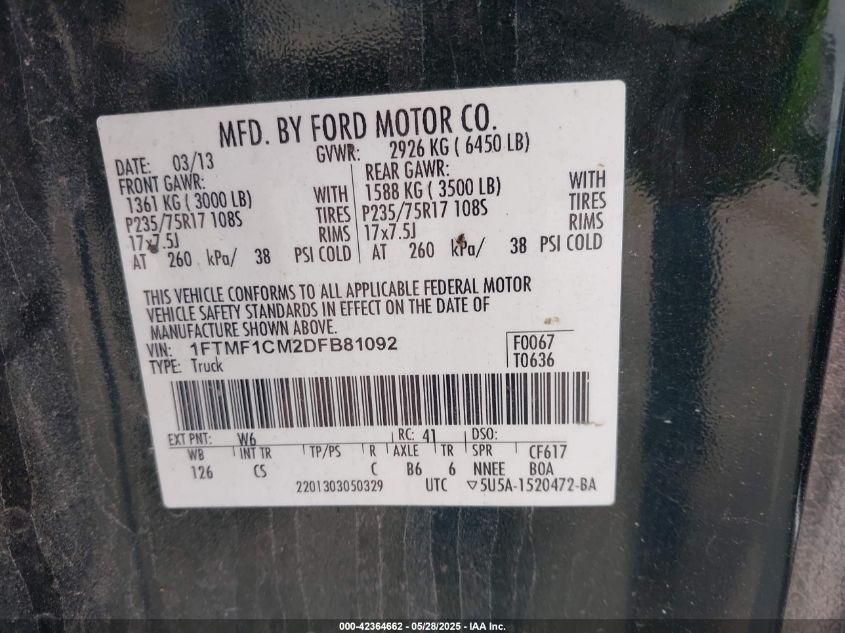 MFD. BY FORD MOTOR CO.
DATE: 03/13 GVWR: 2926 KG ( 6450 LB)
FRONT GAWR: REAR GAWR:
1361 KG ( 3000 LB) WITH 1588 KG ( 3500 LB) WITH
P235/75R17 108S TIRES P235/75R17 108S TIRES
17x7.5J RIMS 17x7.5J RIMS
AT 260 kPa/ 38 PSI COLD AT 260 kPa/ 38 PSI COLD
THIS VEHICLE CONFORMS TO ALL APPLICABLE FEDERAL MOTOR
VEHICLE SAFETY STANDARDS IN EFFECT ON THE DATE OF
MANUFACTURE SHOWN ABOVE.
VIN: 1FTMF1CM2DFB81092 F0067
TYPE: Truck T0636
EXT PNT: W6 RC: 41 DSO:
WB INT TR TP/PS R AXLE TR SPR CF617
126 CS C B6 6 NNEE BOA
2201303050329 UTC ▽5U5A-1520472-BA
000-42364662 - 05/28/2025 - IAA Inc.